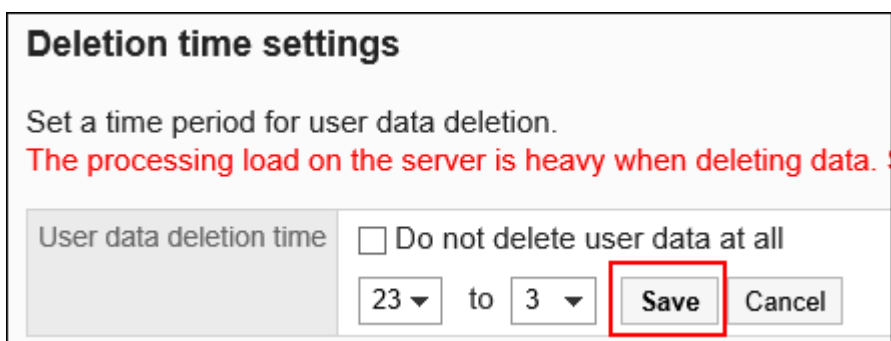 Deletion time settings
Set a time period for user data deletion.
The processing load on the server is heavy when deleting data.
User data deletion time
Do not delete user data at all
23 to 3 Save Cancel